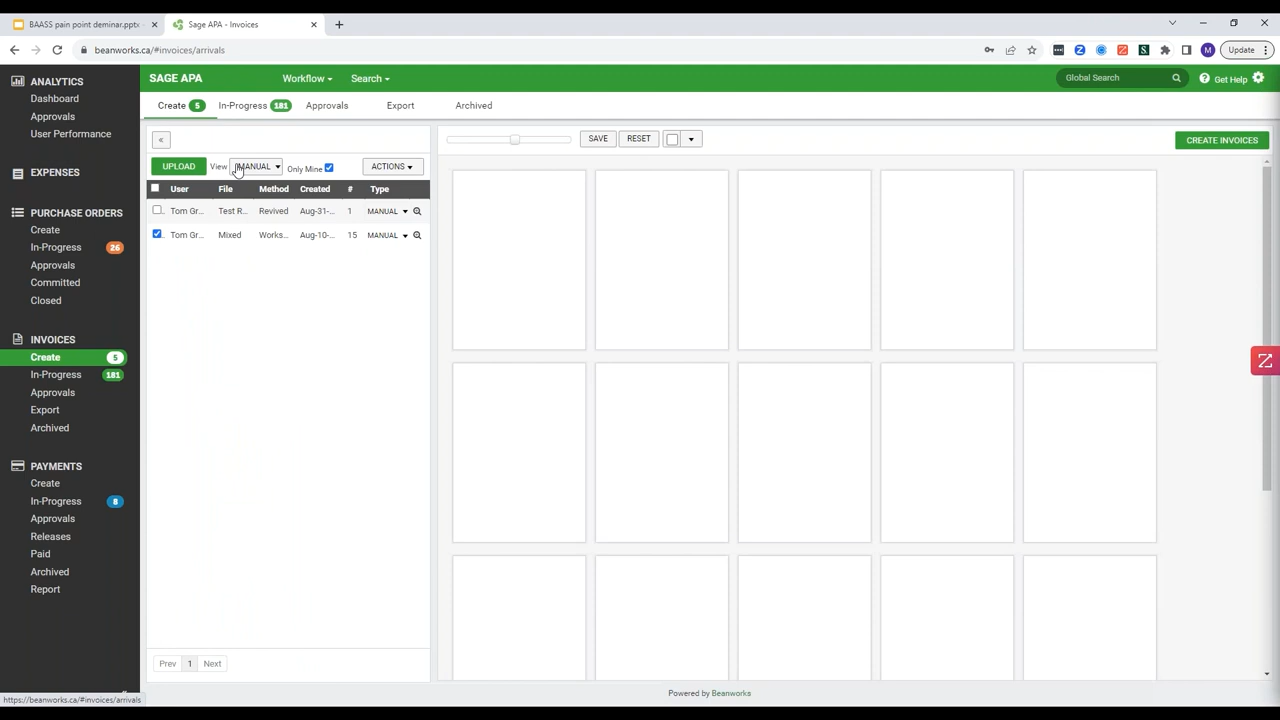 BAASS pain point deminar.pptx
Sage APA - Invoices
beanworks.ca/#invoices/arrivals
M
Update
ANALYTICS
Dashboard
Approvals
User Performance
EXPENSES
PURCHASE ORDERS
Create
In-Progress 26
Approvals
Committed
Closed
INVOICES
Create 5
In-Progress 181
Approvals
Export
Archived
PAYMENTS
Create
In-Progress 8
Approvals
Releases
Paid
Archived
Report
https://beanworks.ca/#invoices/arrivals
SAGE APA
Workflow
Search
Global Search
Get Help
Create 5
In-Progress 181
Approvals
Export
Archived
«
UPLOAD View MANUAL Only Mine ACTIONS
User File Method Created # Type
Tom Gr... Test R... Revived Aug-31-... 1 MANUAL
Tom Gr... Mixed Works... Aug-10-... 15 MANUAL
Prev 1 Next
SAVE RESET
CREATE INVOICES
Powered by Beanworks